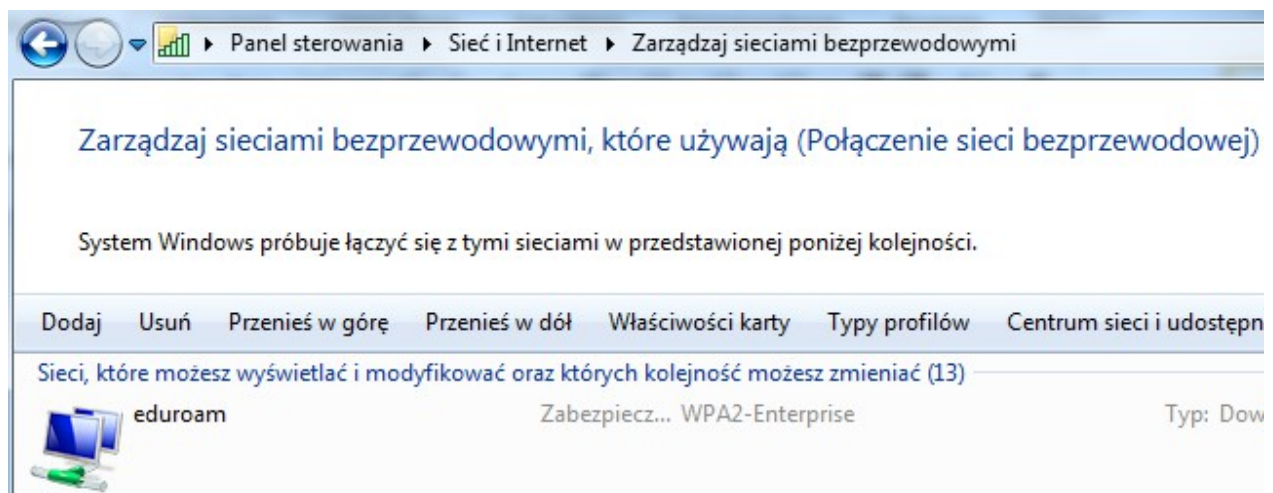 Panel sterowania ▸ Sieć i Internet ▸ Zarządzaj sieciami bezprzewodowymi
Zarządzaj sieciami bezprzewodowymi, które używają (Połączenie sieci bezprzewodowej)
System Windows próbuje łączyć się z tymi sieciami w przedstawionej poniżej kolejności.
Dodaj Usuń Przenieś w górę Przenieś w dół Właściwości karty Typy profilów Centrum sieci i udostępn
Sieci, które możesz wyświetlać i modyfikować oraz których kolejność możesz zmieniać (13)
eduroam Zabezpiecz... WPA2-Enterprise Typ: Dow